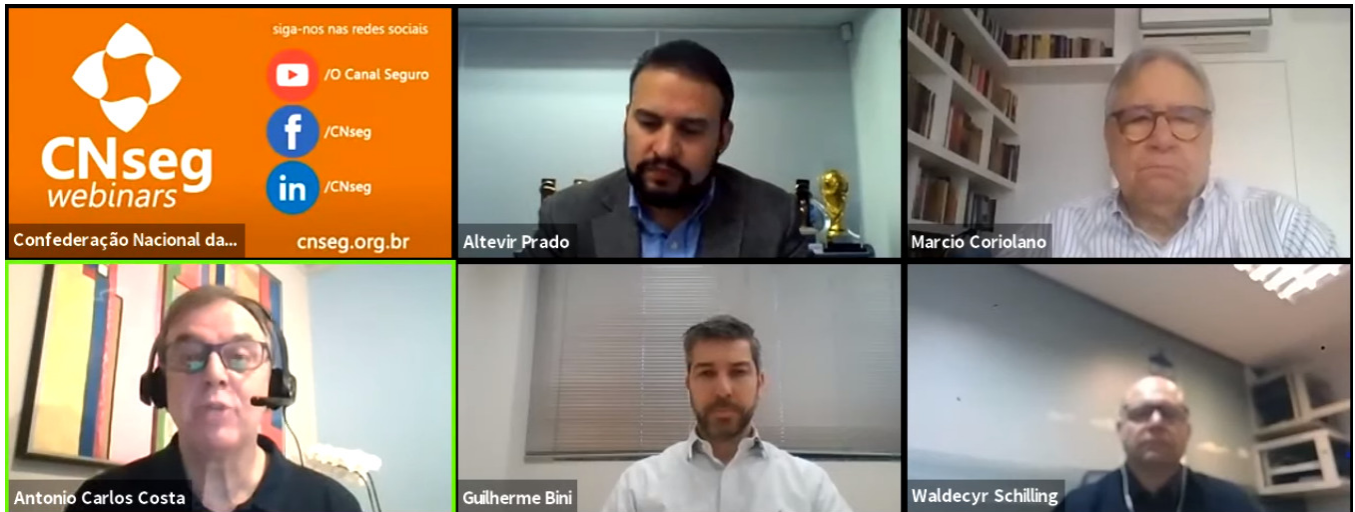 siga-nos nas redes sociais
/O Canal Seguro
f /CNseg
in /CNseg
CNseg
webinars
cnseg.org.br
Confederação Nacional da...
Altevir Prado
Marcio Coriolano
Antonio Carlos Costa
Guilherme Bini
Waldecyr Schilling